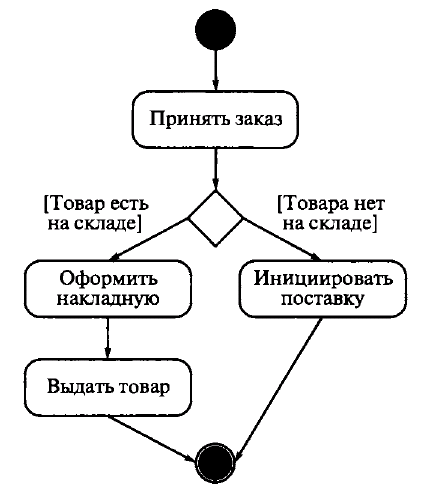 Принять заказ
[Товар есть
на складе]
[Товара нет
на складе]
Оформить
накладную
Инициировать
поставку
Выдать товар